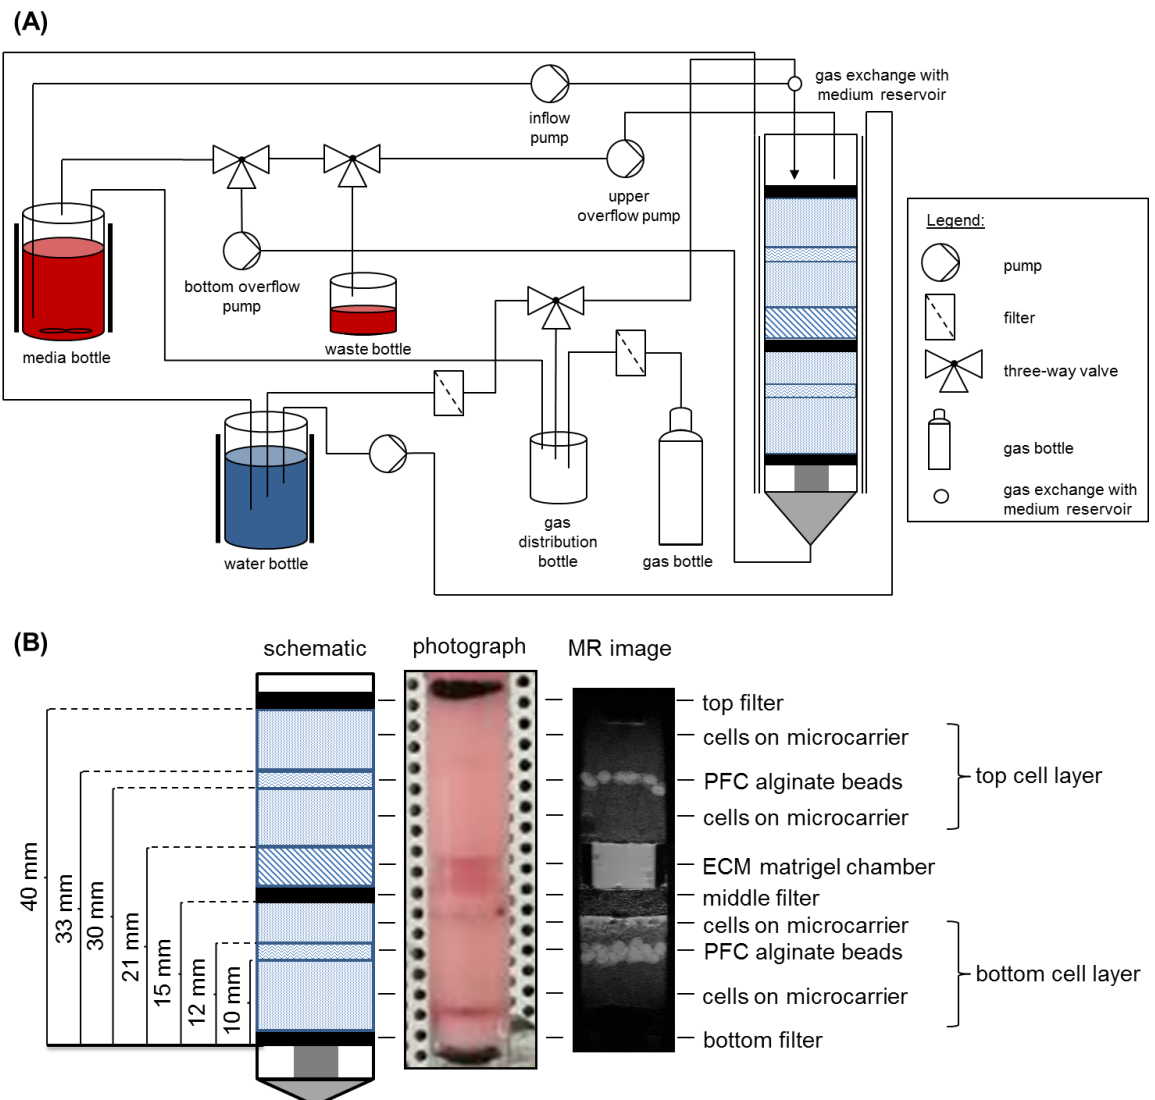 (A)
gas exchange with
medium reservoir
inflow
pump
upper
overflow pump
bottom overflow
pump
media bottle
waste bottle
water bottle
gas
distribution
bottle
gas bottle
Legend:
pump
filter
three-way valve
gas bottle
gas exchange with
medium reservoir
(B)
schematic
photograph
MR image
40 mm
33 mm
30 mm
21 mm
15 mm
12 mm
10 mm
top filter
cells on microcarrier
PFC alginate beads
cells on microcarrier
top cell layer
ECM matrigel chamber
middle filter
cells on microcarrier
PFC alginate beads
cells on microcarrier
bottom cell layer
bottom filter